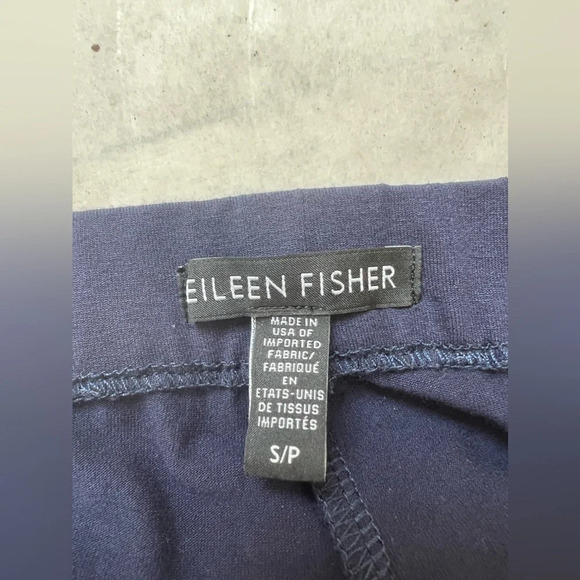 EILEEN FISHER
MADE IN
USA OF
IMPORTED
FABRIC/
FABRIQUÉ
EN
ETATS-UNIS
DE TISSUS
IMPORTÉS
S/P